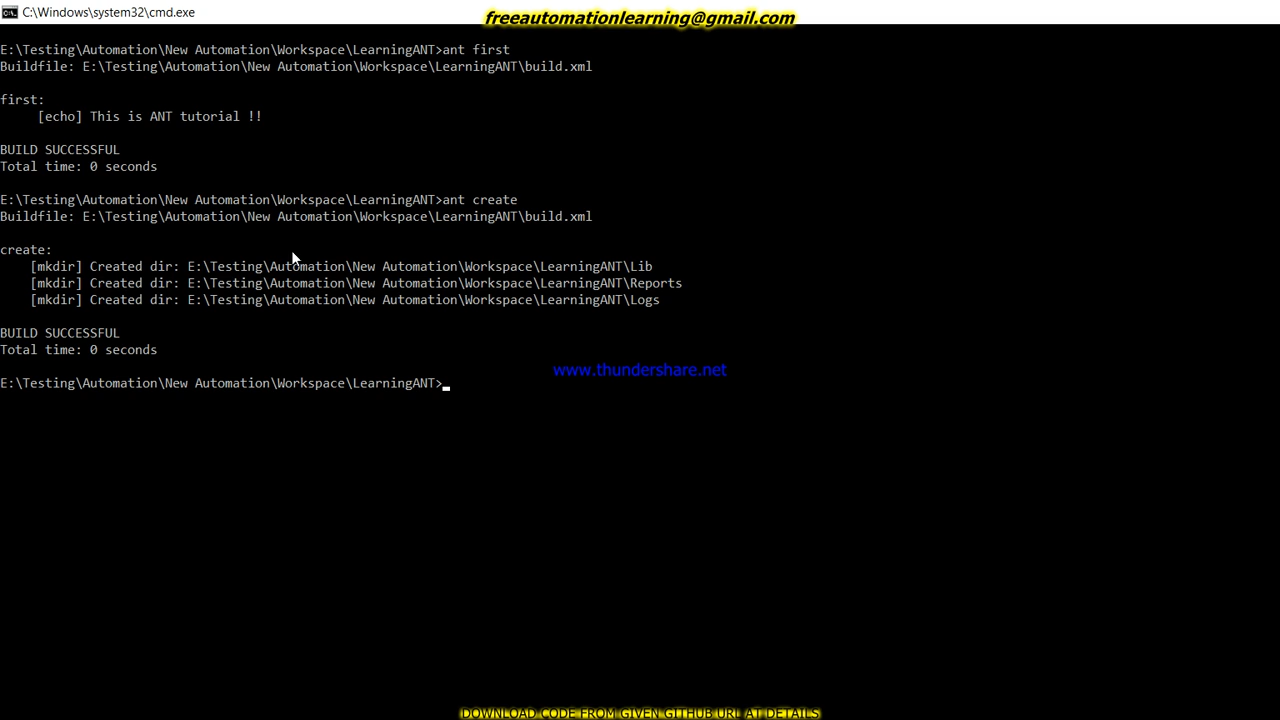 C:\Windows\system32\cmd.exe
freeautomationlearning@gmail.com
E:\Testing\Automation\New Automation\Workspace\LearningANT>ant first
Buildfile: E:\Testing\Automation\New Automation\Workspace\LearningANT\build.xml
first:
[echo] This is ANT tutorial !!
BUILD SUCCESSFUL
Total time: 0 seconds
E:\Testing\Automation\New Automation\Workspace\LearningANT>ant create
Buildfile: E:\Testing\Automation\New Automation\Workspace\LearningANT\build.xml
create:
[mkdir] Created dir: E:\Testing\Automation\New Automation\Workspace\LearningANT\Lib
[mkdir] Created dir: E:\Testing\Automation\New Automation\Workspace\LearningANT\Reports
[mkdir] Created dir: E:\Testing\Automation\New Automation\Workspace\LearningANT\Logs
BUILD SUCCESSFUL
Total time: 0 seconds
www.thundershare.net
E:\Testing\Automation\New Automation\Workspace\LearningANT>
DOWNLOAD CODE FROM GIVEN GITHUB URL AT DETAILS